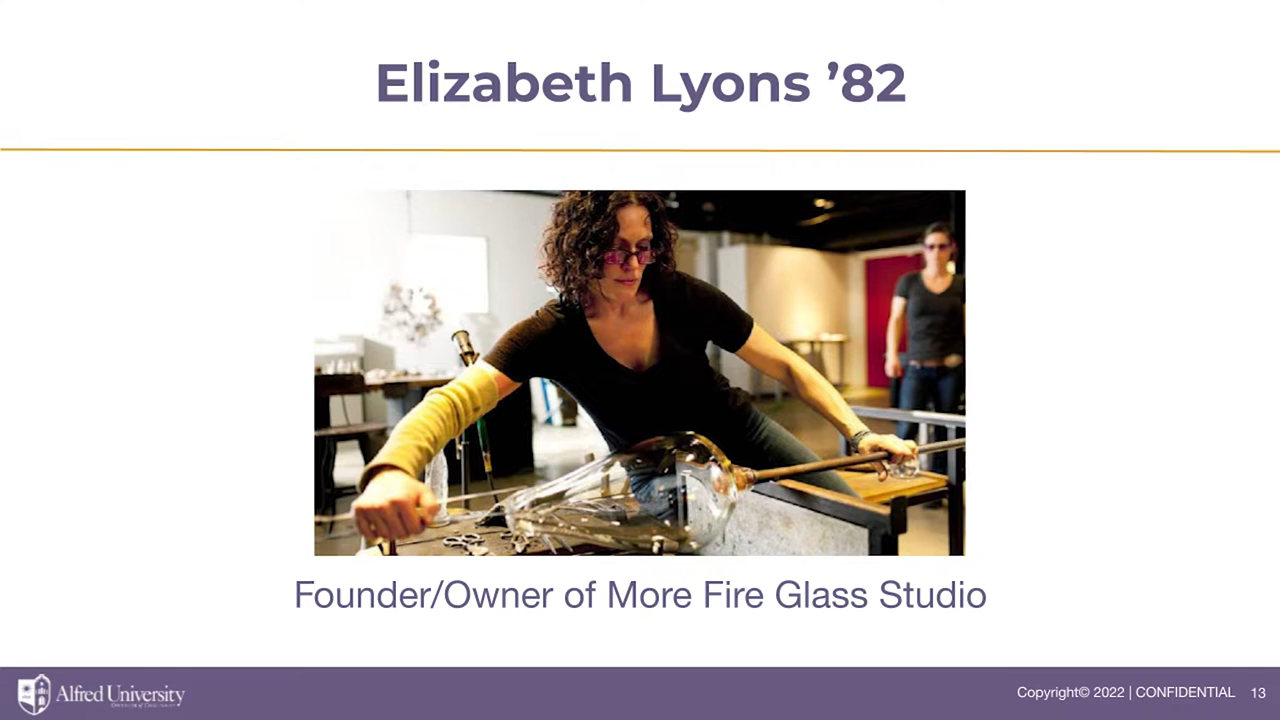 Elizabeth Lyons ’82
Founder/Owner of More Fire Glass Studio
Alfred University
Copyright© 2022 | CONFIDENTIAL 13